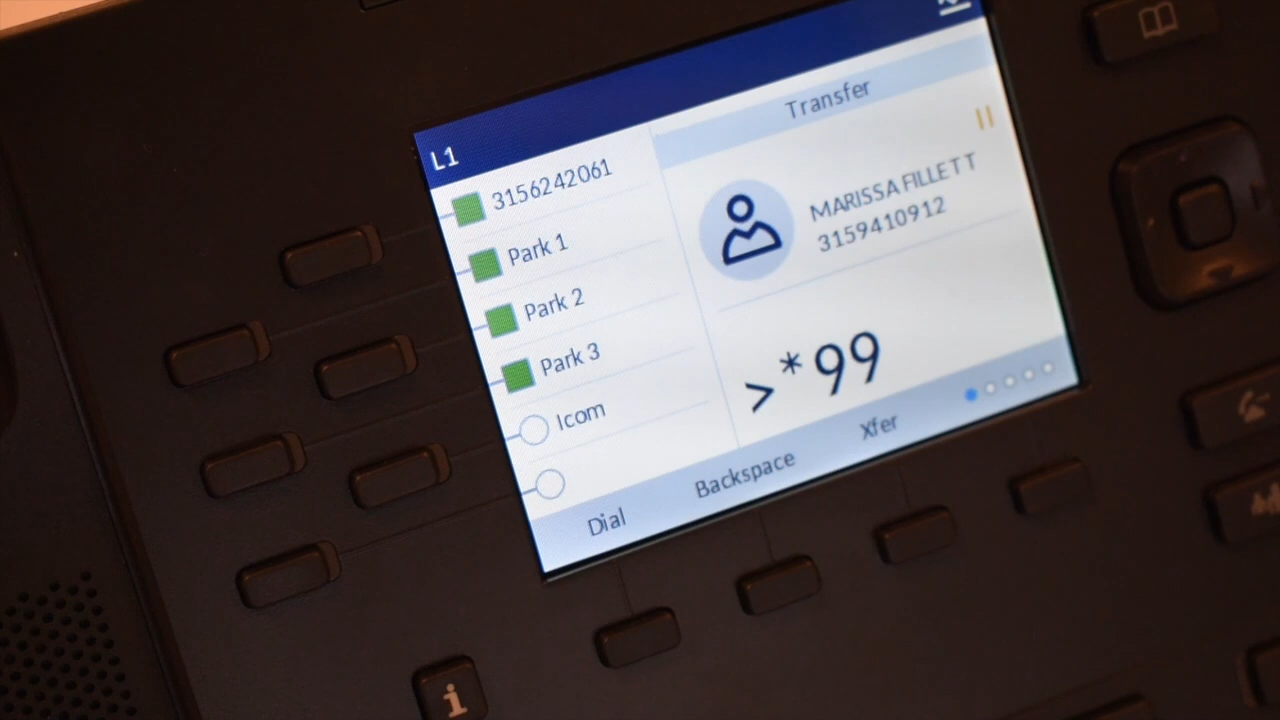 L1
3156242061
Park 1
Park 2
Park 3
Icom
Transfer
MARISSA FILLETT
3159410912
>*99
Dial
Backspace
Xfer
i